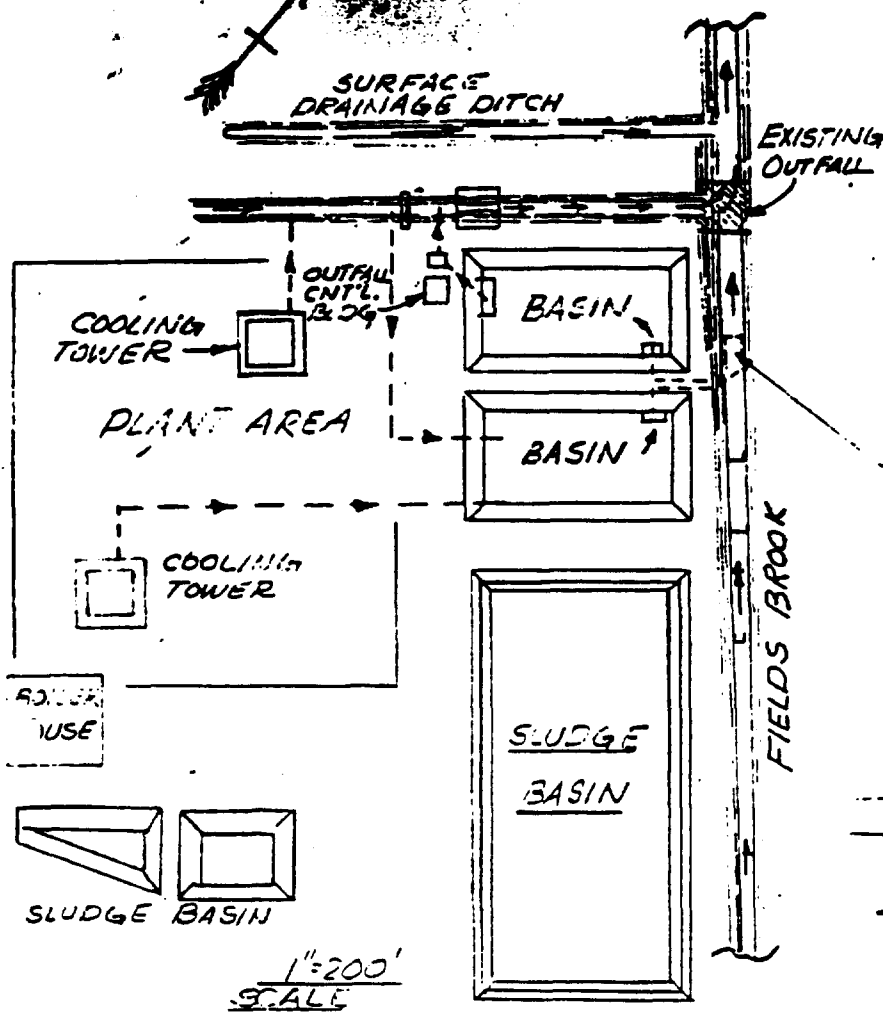 SURFACE
DRAINAGE DITCH
EXISTING
OUTFALL
OUTFALL
CNT'L.
BLDG
BASIN
COOLING
TOWER
PLANT AREA
BASIN
COOLING
TOWER
FIELDS BROOK
SLUDGE
BASIN
SLUDGE BASIN
1"=200'
SCALE